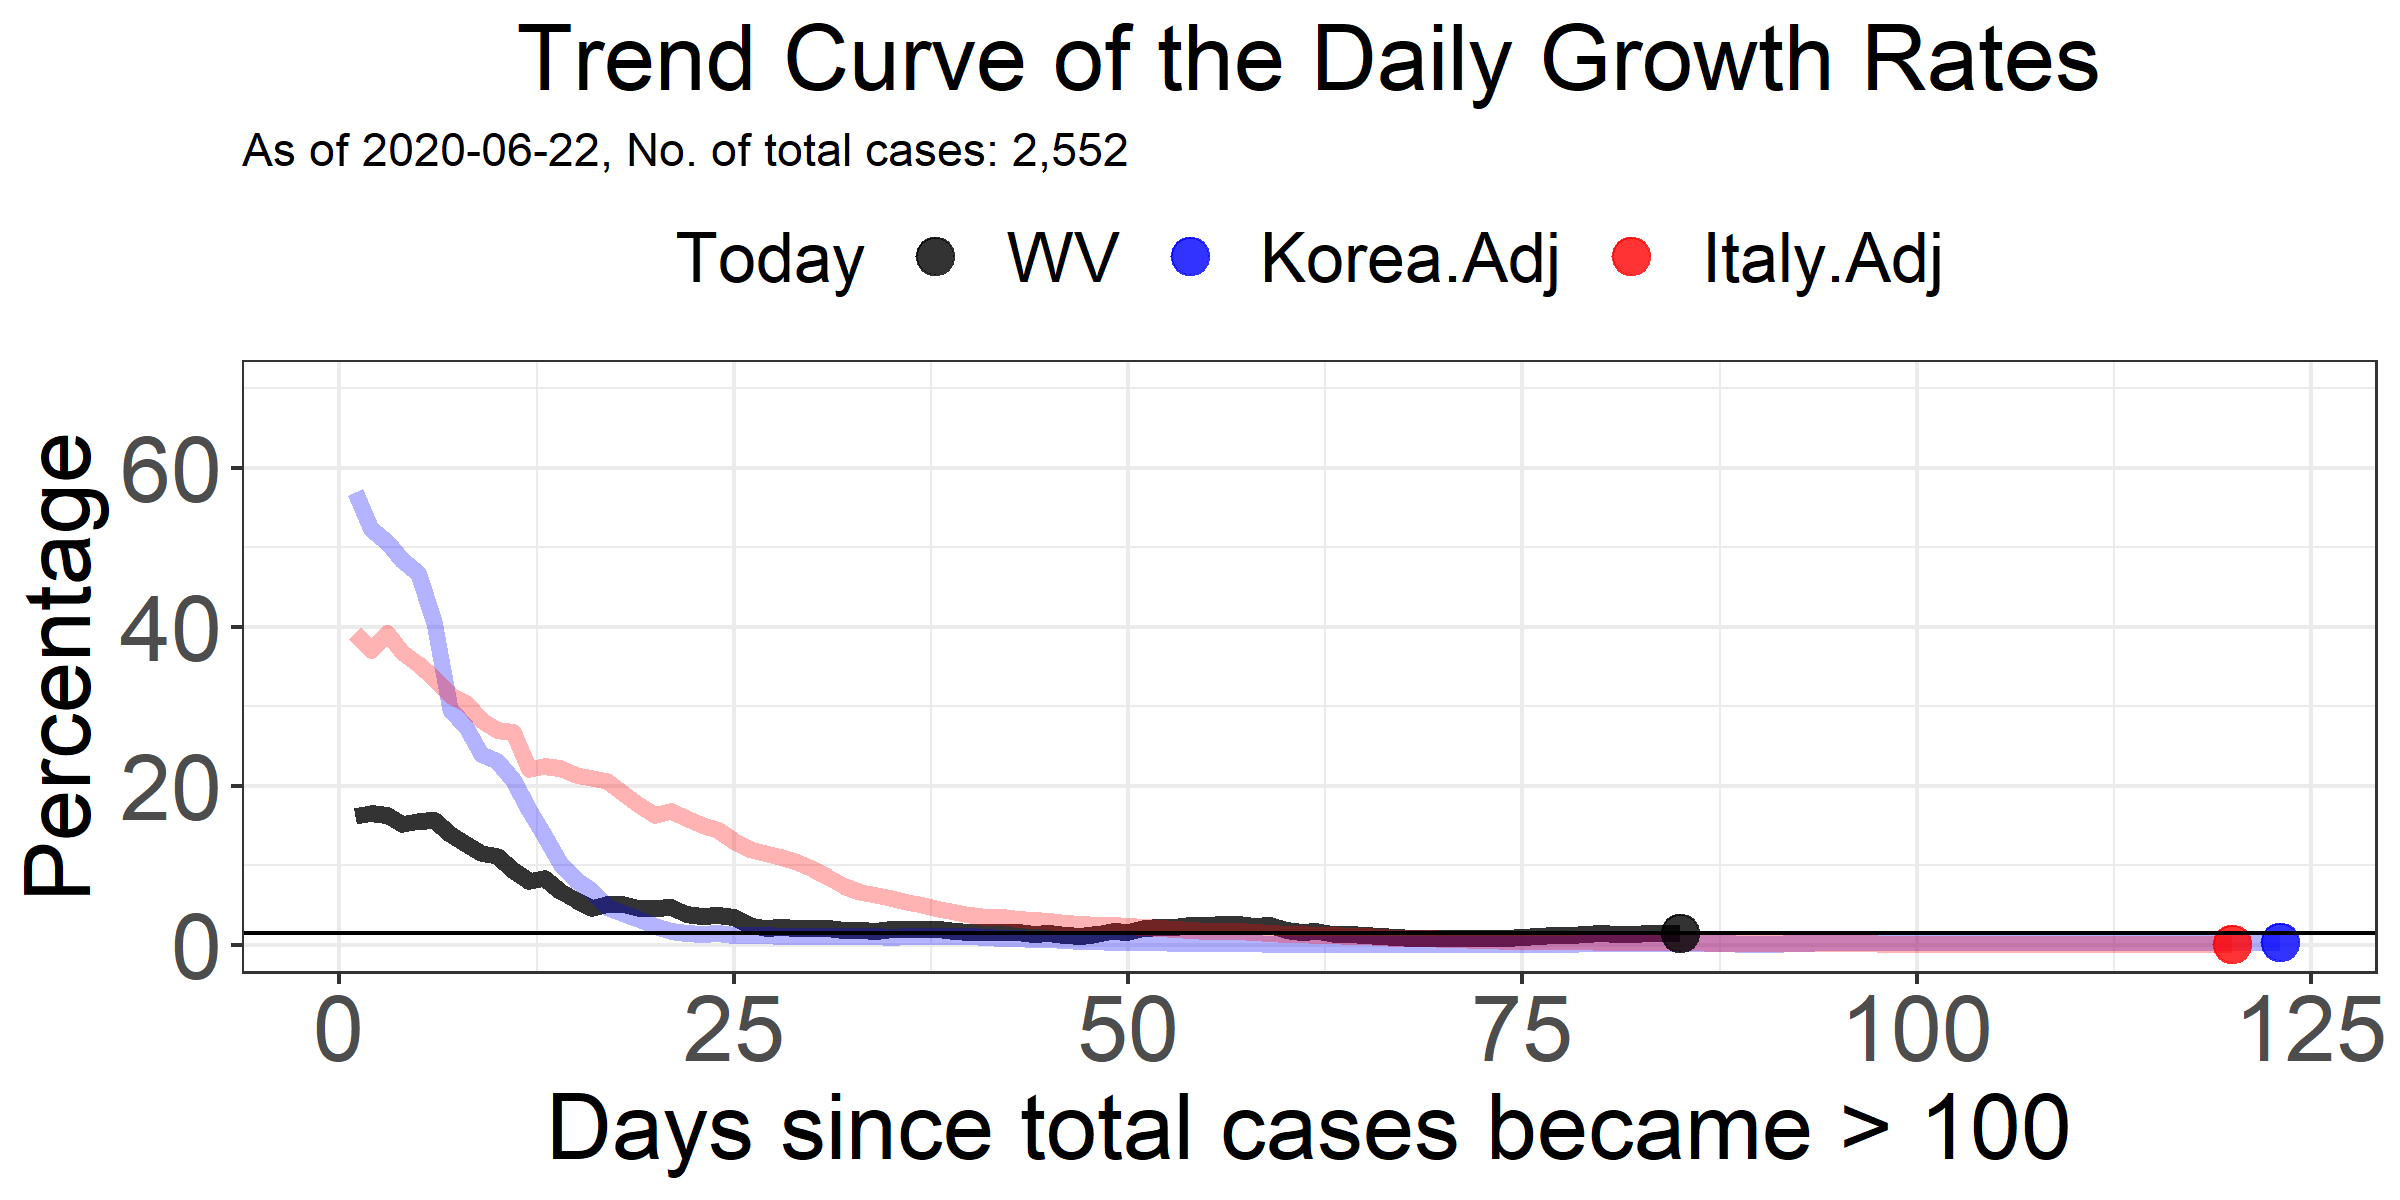 Trend Curve of the Daily Growth Rates
As of 2020-06-22, No. of total cases: 2,552
Today WV Korea.Adj Italy.Adj
Percentage
60
40
20
0
0 25 50 75 100 125
Days since total cases became > 100